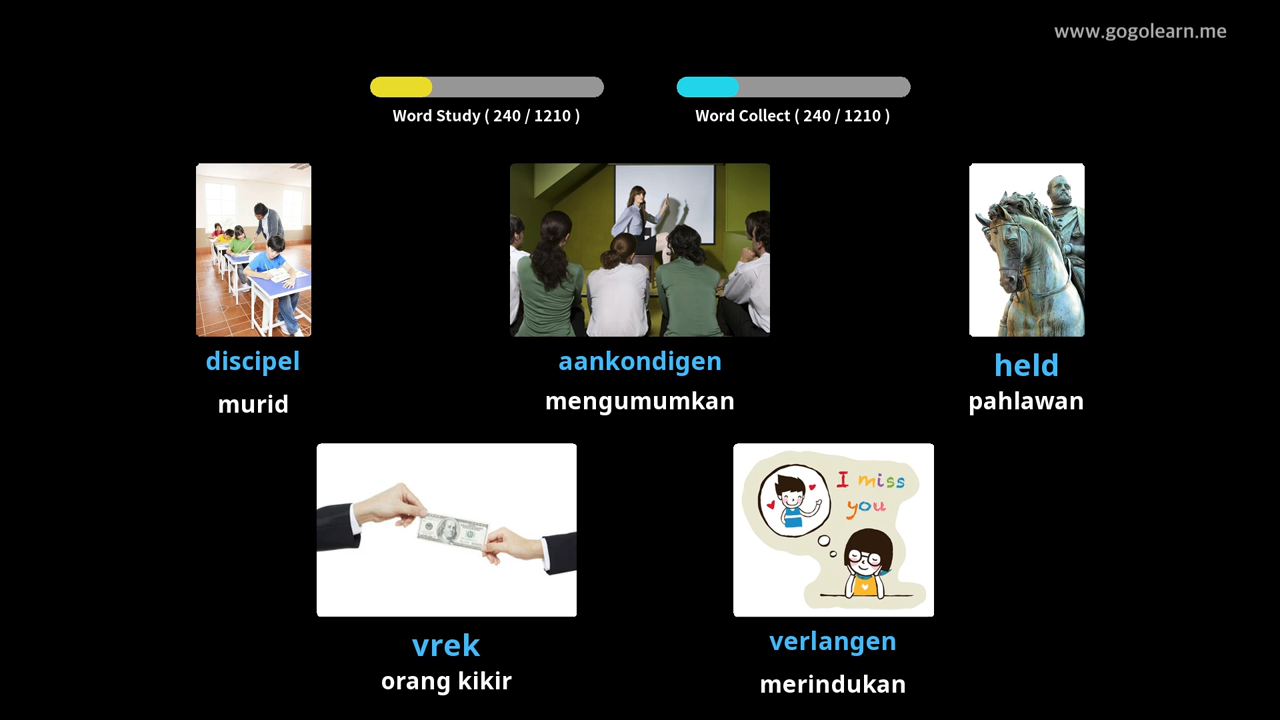 www.gogolearn.me
Word Study ( 240 / 1210 )
Word Collect ( 240 / 1210 )
discipel
murid
aankondigen
mengumumkan
held
pahlawan
I miss
you
vrek
orang kikir
verlangen
merindukan